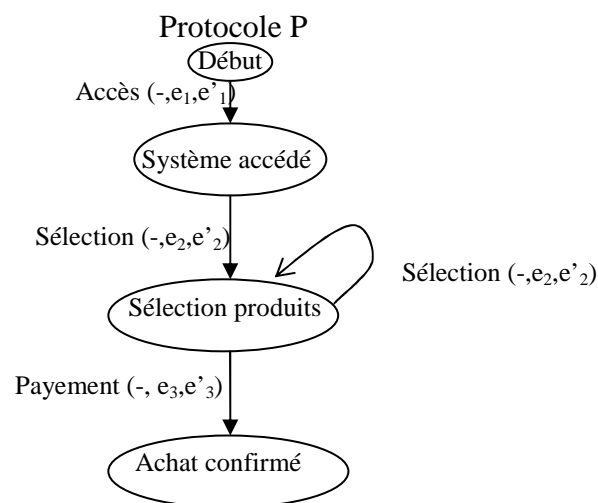 Protocole P
Début
Accès (-,e₁,e’₁)
Système accédé
Sélection (-,e₂,e’₂)
Sélection (-,e₂,e’₂)
Sélection produits
Payement (-, e₃,e’₃)
Achat confirmé